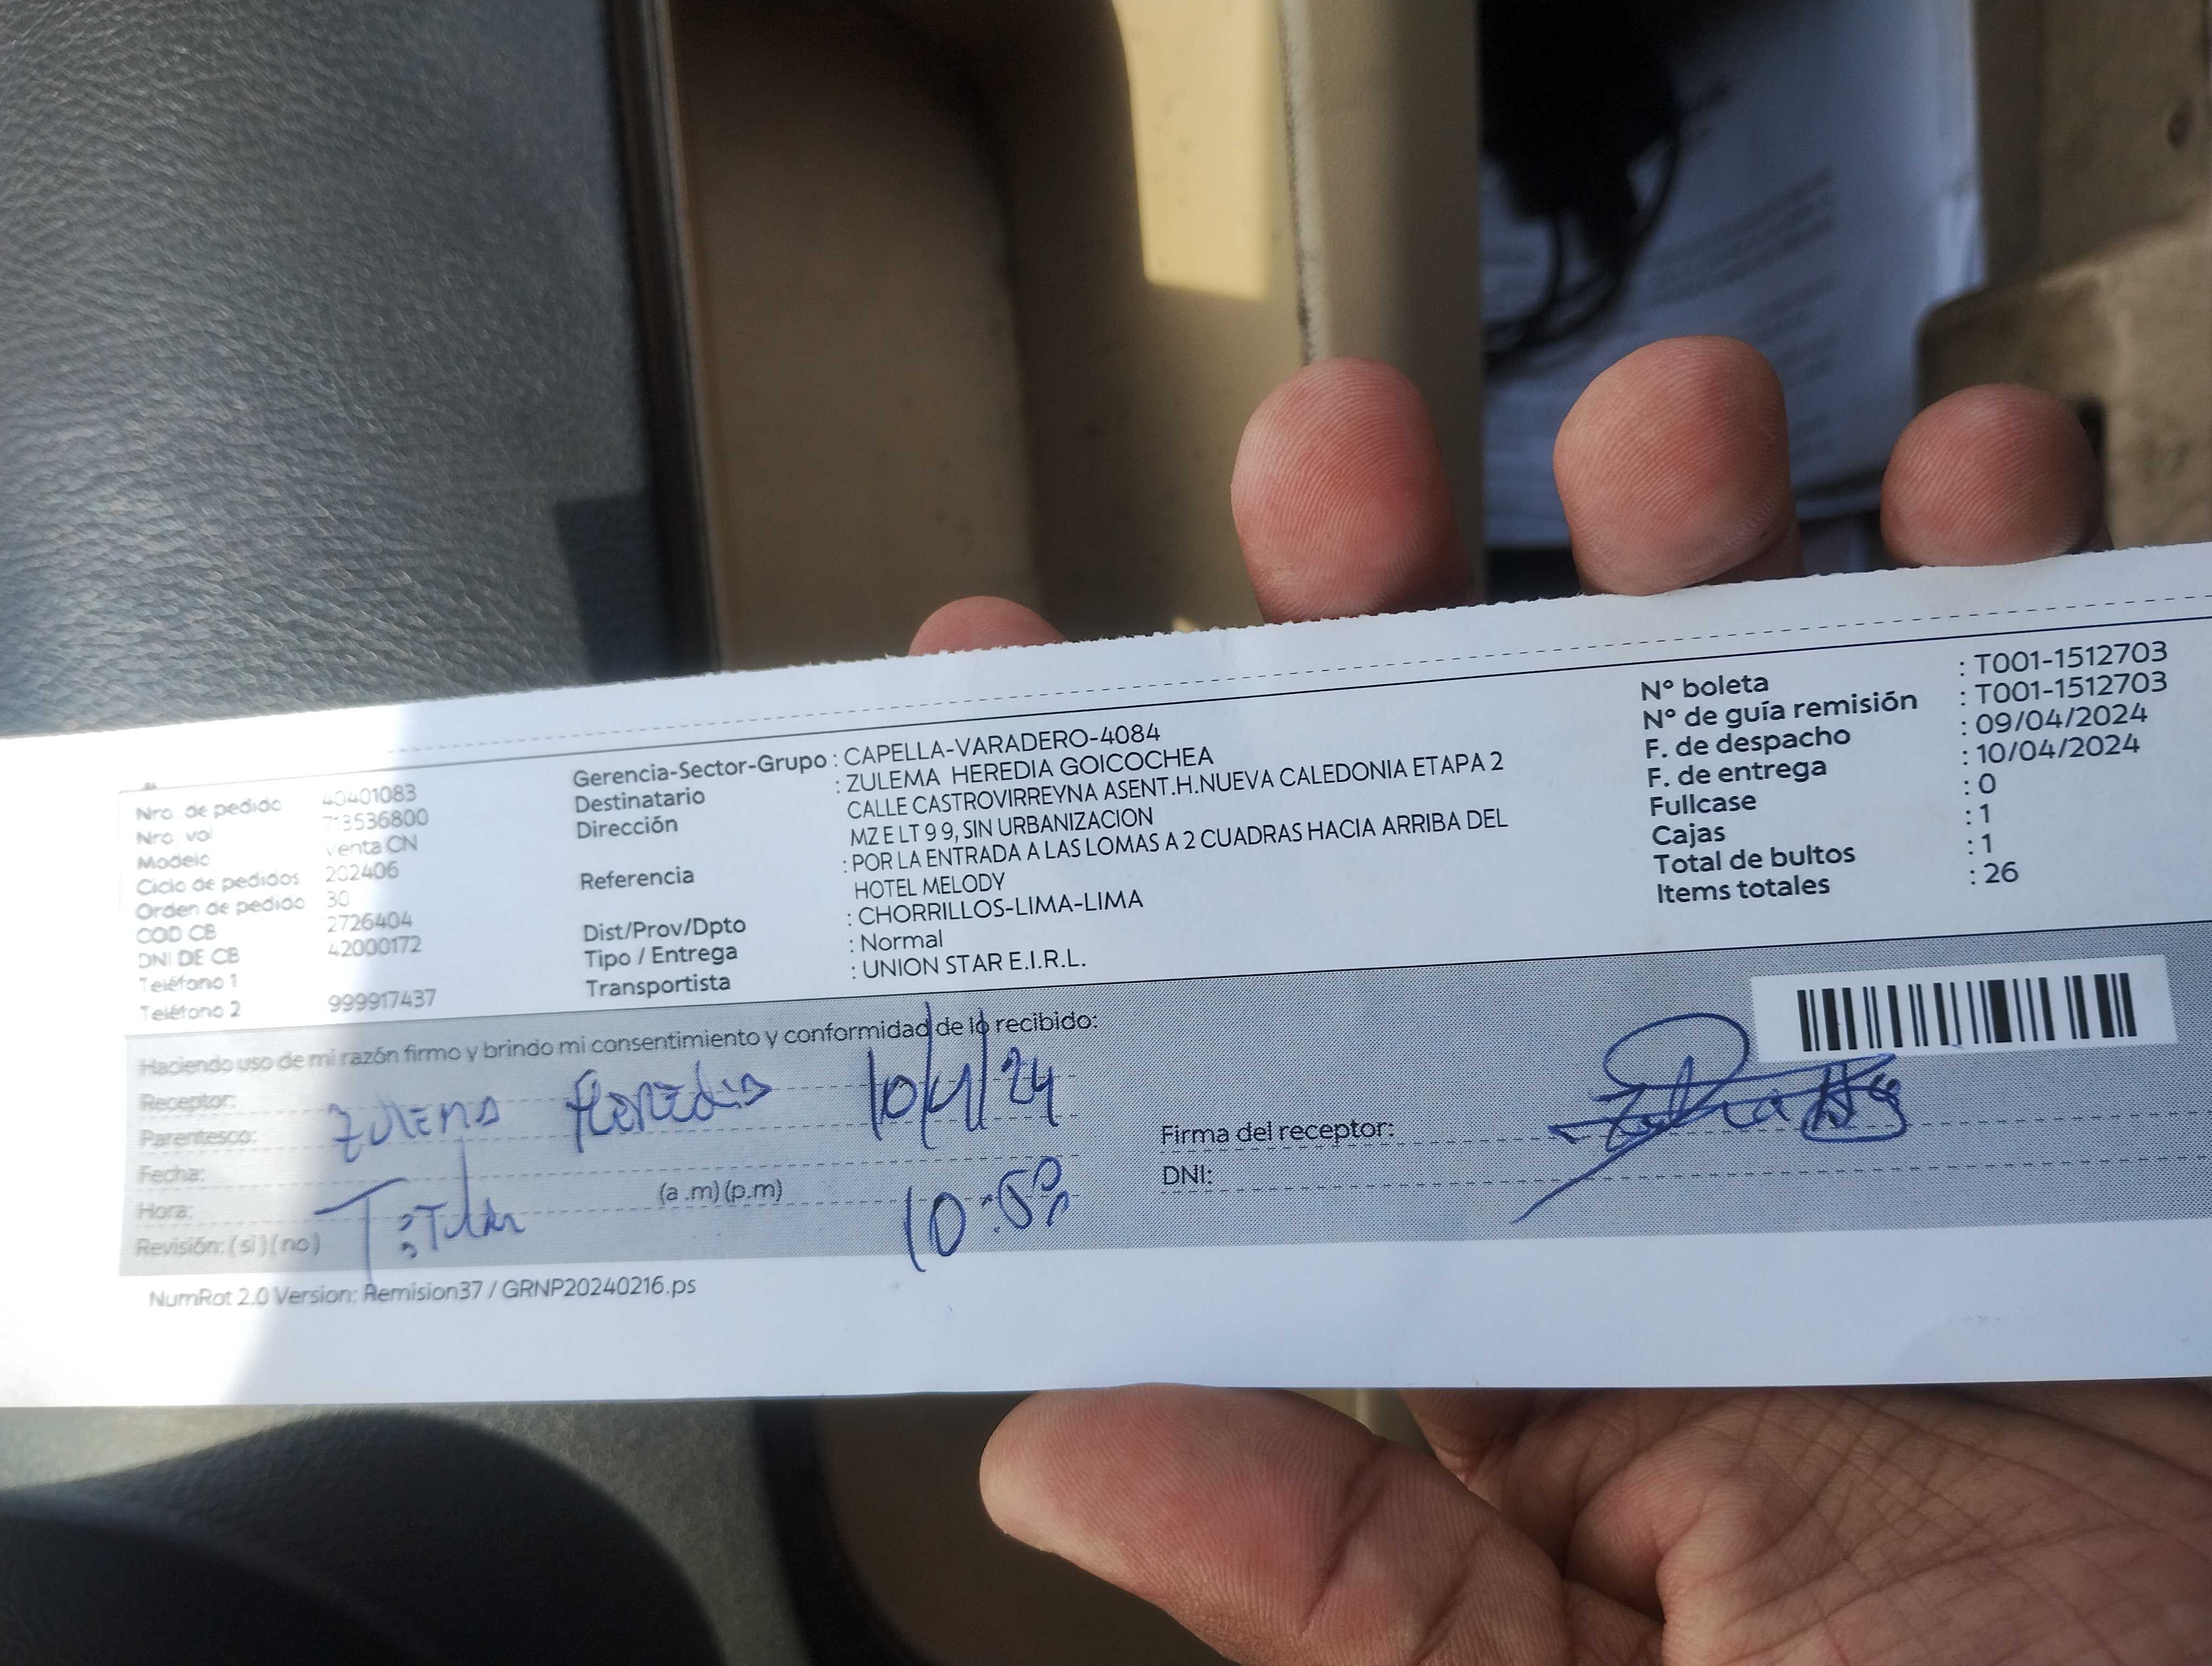 Nro. de pedido 40401083
Nro. vol 713536800
Modelo Venta CN
Ciclo de pedidos 202406
Orden de pedido 30
COD CB 2726404
DNI DE CB 42000172
Teléfono 1
Teléfono 2 999917437
Gerencia-Sector-Grupo : CAPELLA-VARADERO-4084
Destinatario : ZULEMA HEREDIA GOICOCHEA
Dirección CALLE CASTROVIRREYNA ASENT.H.NUEVA CALEDONIA ETAPA 2
MZ E LT 9 9, SIN URBANIZACION
Referencia : POR LA ENTRADA A LAS LOMAS A 2 CUADRAS HACIA ARRIBA DEL
HOTEL MELODY
Dist/Prov/Dpto : CHORRILLOS-LIMA-LIMA
Tipo / Entrega : Normal
Transportista : UNION STAR E.I.R.L.
N° boleta : T001-1512703
N° de guía remisión : T001-1512703
F. de despacho : 09/04/2024
F. de entrega : 10/04/2024
Fullcase : 0
Cajas : 1
Total de bultos : 1
Items totales : 26
Haciendo uso de mi razón firmo y brindo mi consentimiento y conformidad de lo recibido:
Receptor: Zulema Heredia 10/4/24
Parentesco:
Fecha:
Hora: Titular (a .m) (p.m)
Revisión: (si) (no)
Firma del receptor:
DNI:
NumRot 2.0 Version: Remision37 / GRNP20240216.ps